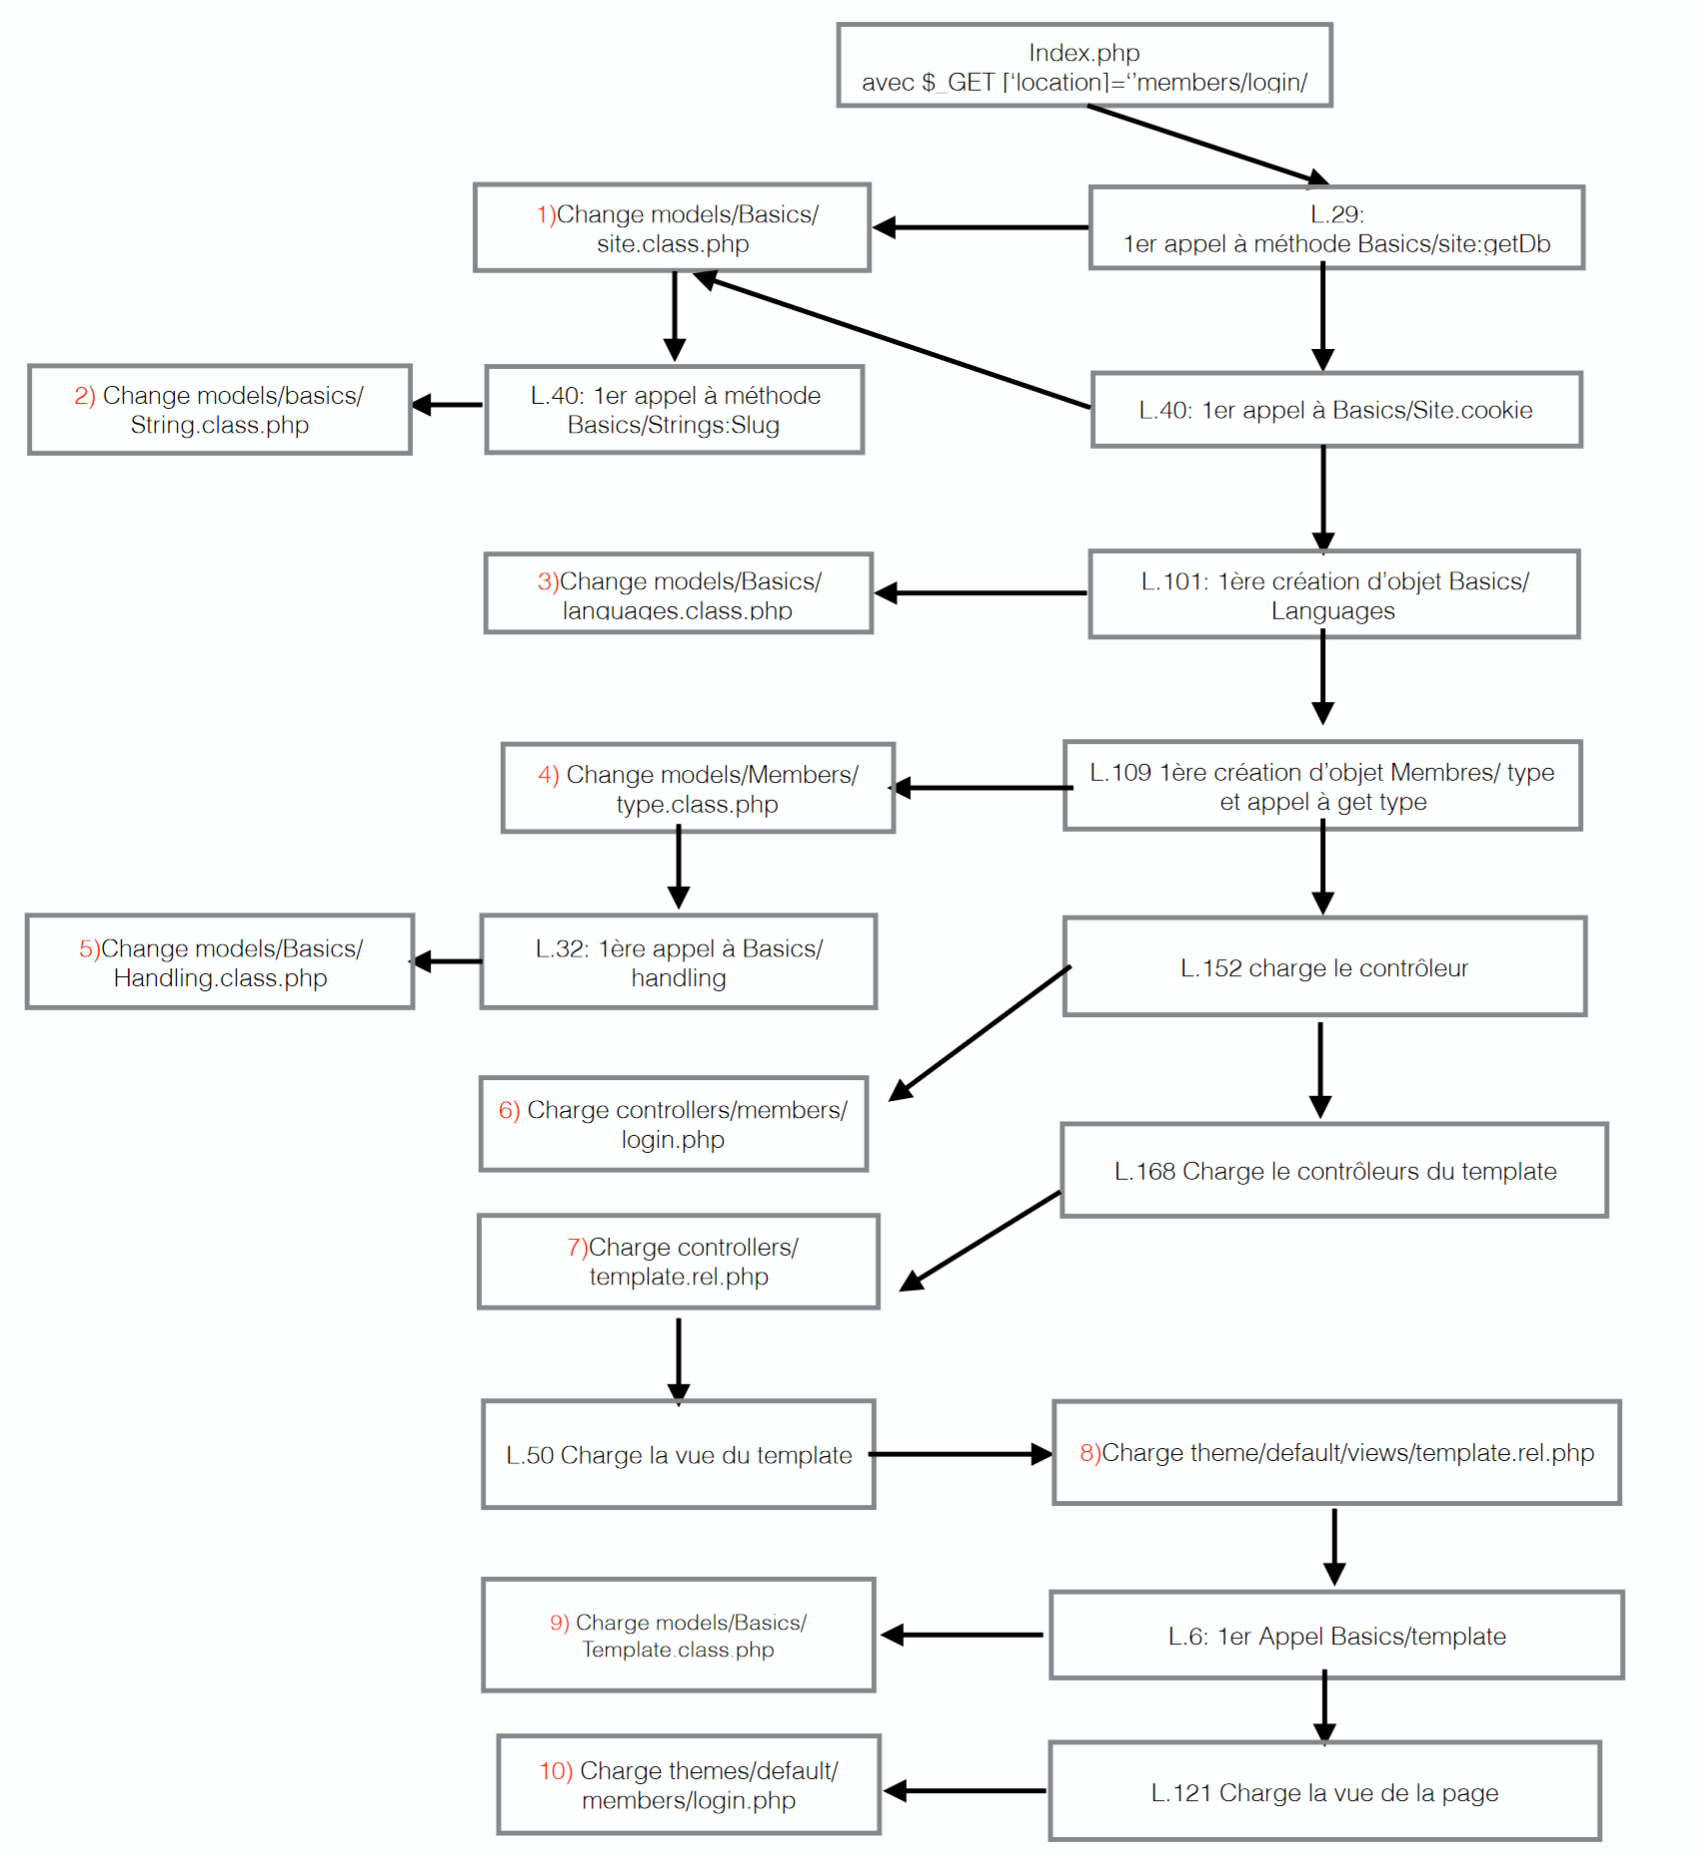 Index.php
avec $_GET [‘location]=‘’members/login/
1)Change models/Basics/
site.class.php
L.29:
1er appel à méthode Basics/site:getDb
2) Change models/basics/
String.class.php
L.40: 1er appel à méthode
Basics/Strings:Slug
L.40: 1er appel à Basics/Site.cookie
3)Change models/Basics/
languages.class.php
L.101: 1ère création d’objet Basics/
Languages
4) Change models/Members/
type.class.php
L.109 1ère création d’objet Membres/ type
et appel à get type
5)Change models/Basics/
Handling.class.php
L.32: 1ère appel à Basics/
handling
L.152 charge le contrôleur
6) Charge controllers/members/
login.php
L.168 Charge le contrôleurs du template
7)Charge controllers/
template.rel.php
L.50 Charge la vue du template
8)Charge theme/default/views/template.rel.php
9) Charge models/Basics/
Template.class.php
L.6: 1er Appel Basics/template
10) Charge themes/default/
members/login.php
L.121 Charge la vue de la page